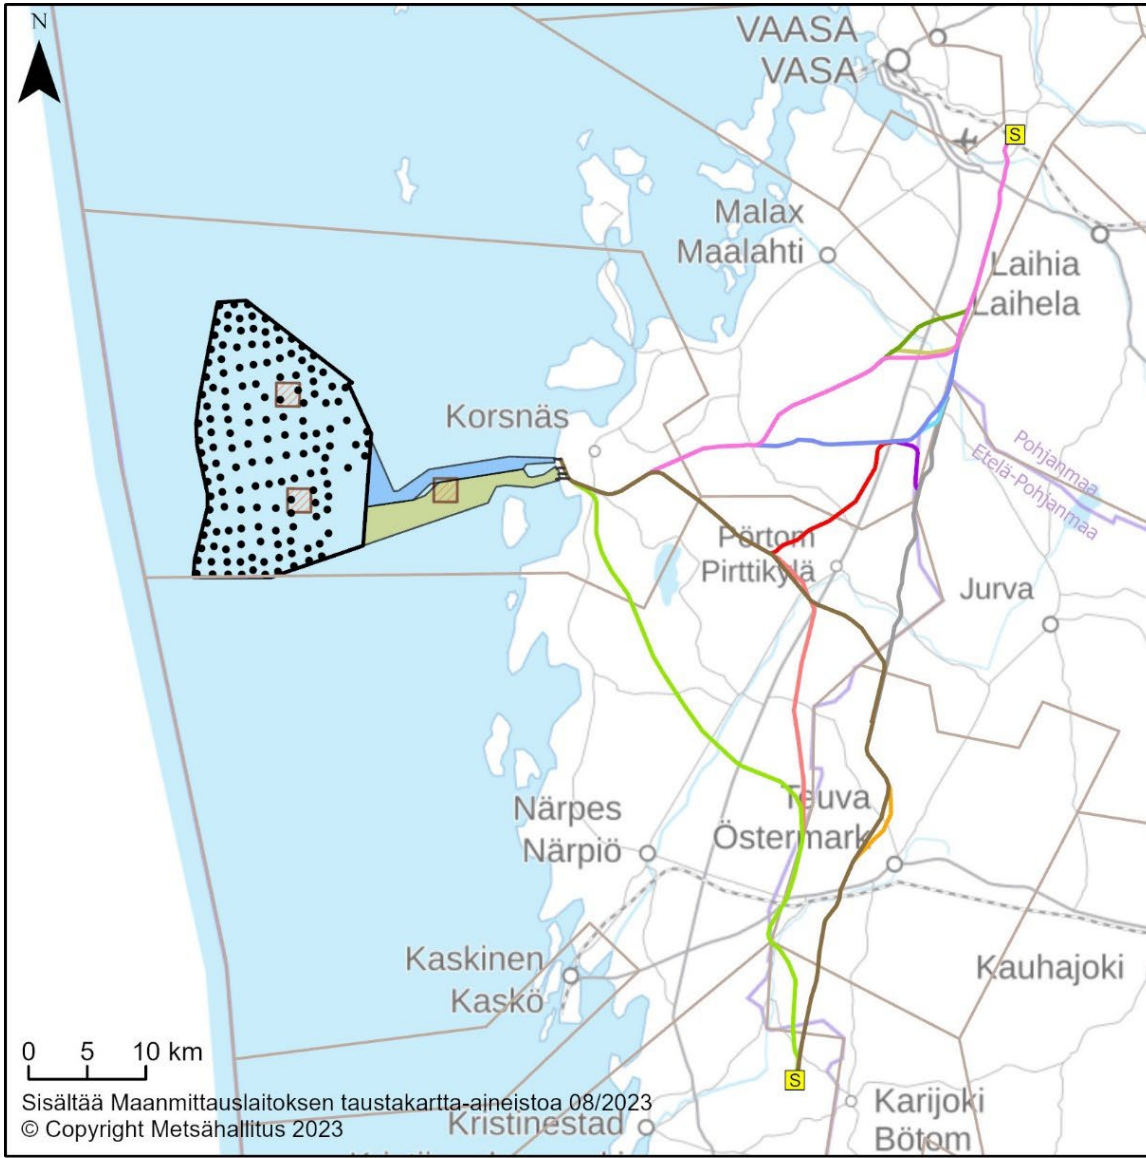 N
VAASA
VASA
S
Malax
Maalahti
Laihia
Laihela
Korsnäs
Pohjanmaa
Etelä-Pohjanmaa
Pörtom
Pirttikylä
Jurva
Närpes
Närpiö
Teuva
Östermark
Kaskinen
Kaskö
Kauhajoki
0 5 10 km
S
Sisältää Maanmittauslaitoksen taustakartta-aineistoa 08/2023
© Copyright Metsähallitus 2023
Kristinestad
Karijoki
Bötom